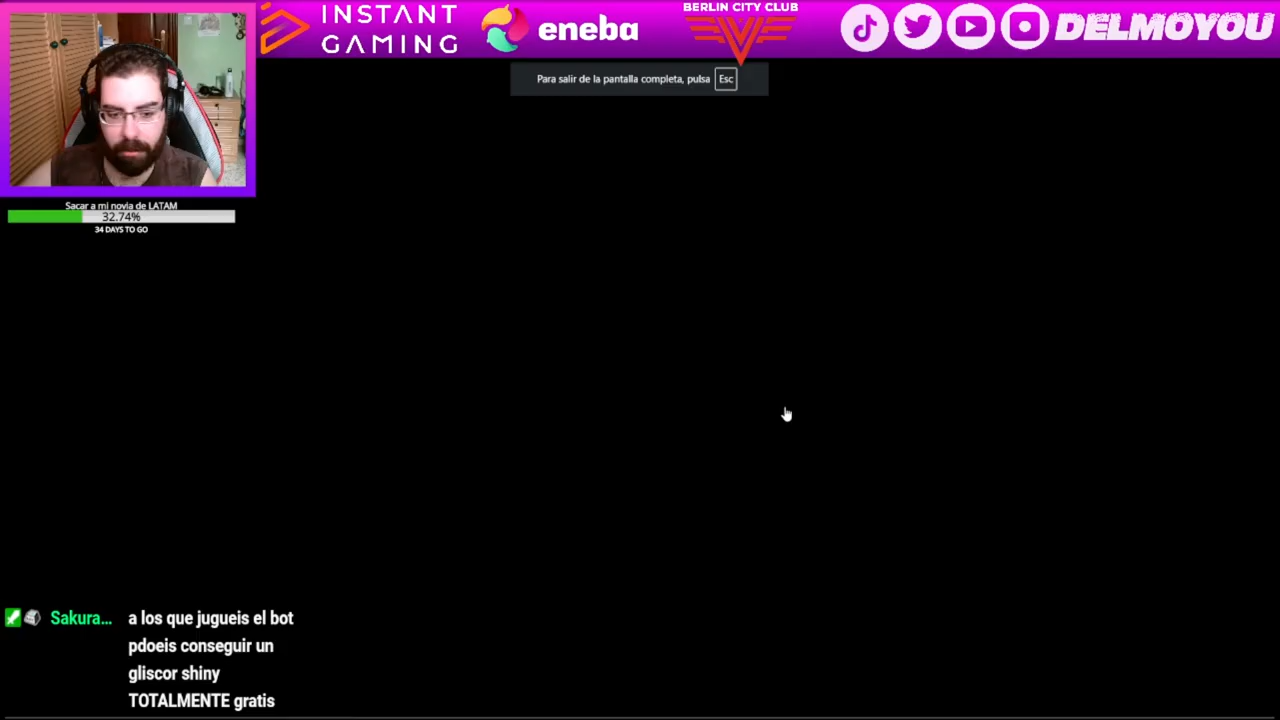 INSTANT
GAMING
eneba
BERLIN CITY CLUB
DELMOYOU
Para salir de la pantalla completa, pulsa Esc
Sacar a mi novia de LATAM
32.74%
34 DAYS TO GO
Sakura... a los que jugueis el bot
pdoeis conseguir un
gliscor shiny
TOTALMENTE gratis